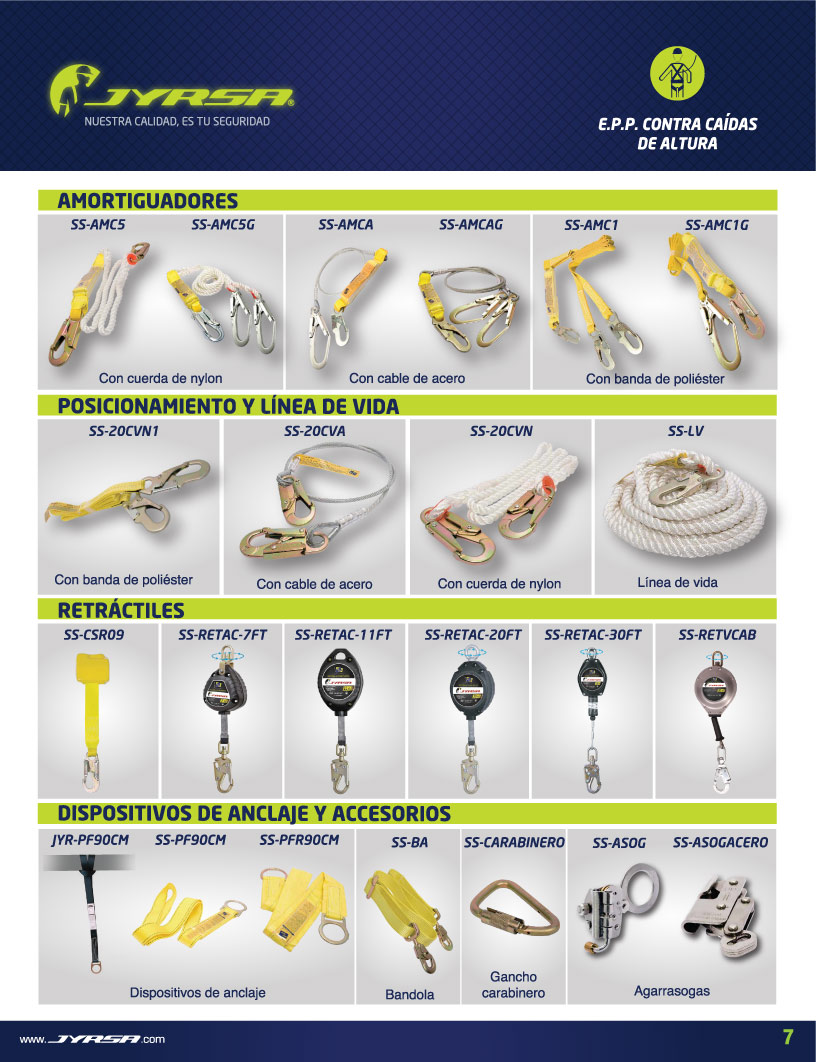 JYRSA®
NUESTRA CALIDAD, ES TU SEGURIDAD
E.P.P. CONTRA CAÍDAS
DE ALTURA
AMORTIGUADORES
SS-AMC5
SS-AMC5G
SS-AMCA
SS-AMCAG
SS-AMC1
SS-AMC1G
Con cuerda de nylon
Con cable de acero
Con banda de poliéster
POSICIONAMIENTO Y LÍNEA DE VIDA
SS-20CVN1
SS-20CVA
SS-20CVN
SS-LV
Con banda de poliéster
Con cable de acero
Con cuerda de nylon
Línea de vida
RETRÁCTILES
SS-CSR09
SS-RETAC-7FT
SS-RETAC-11FT
SS-RETAC-20FT
SS-RETAC-30FT
SS-RETVCAB
DISPOSITIVOS DE ANCLAJE Y ACCESORIOS
JYR-PF90CM
SS-PF90CM
SS-PFR90CM
SS-BA
SS-CARABINERO
SS-ASOG
SS-ASOGACERO
Dispositivos de anclaje
Bandola
Gancho
carabinero
Agarrasogas
www.JYRSA.com
7